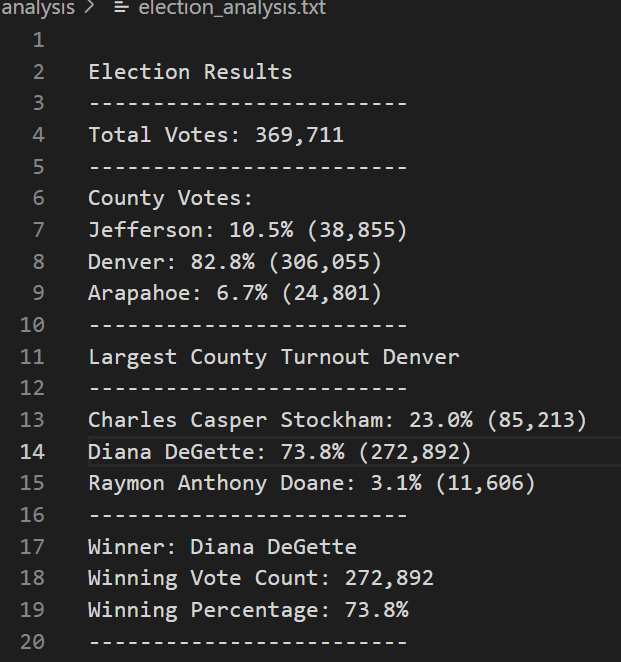 analysis > election_analysis.txt
1
2 Election Results
3 -------------------------
4 Total Votes: 369,711
5 -------------------------
6 County Votes:
7 Jefferson: 10.5% (38,855)
8 Denver: 82.8% (306,055)
9 Arapahoe: 6.7% (24,801)
10 -------------------------
11 Largest County Turnout Denver
12 -------------------------
13 Charles Casper Stockham: 23.0% (85,213)
14 Diana DeGette: 73.8% (272,892)
15 Raymon Anthony Doane: 3.1% (11,606)
16 -------------------------
17 Winner: Diana DeGette
18 Winning Vote Count: 272,892
19 Winning Percentage: 73.8%
20 -------------------------